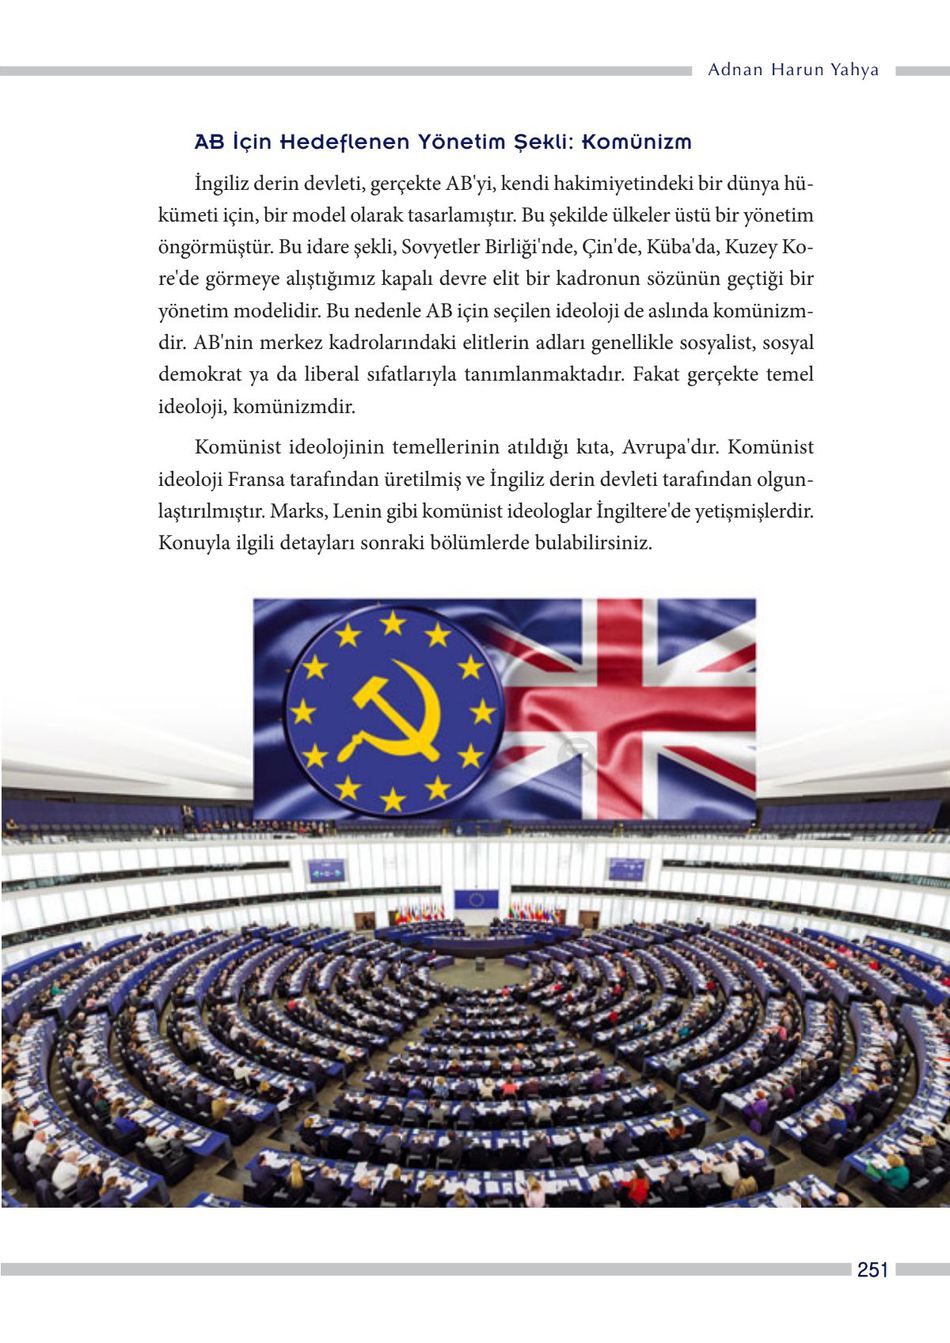 Adnan Harun Yahya
AB İçin Hedeflenen Yönetim Şekli: Komünizm
İngiliz derin devleti, gerçekte AB'yi, kendi hakimiyetindeki bir dünya hü-
kümeti için, bir model olarak tasarlamıştır. Bu şekilde ülkeler üstü bir yönetim
öngörmüştür. Bu idare şekli, Sovyetler Birliği'nde, Çin'de, Küba'da, Kuzey Ko-
re'de görmeye alıştığımız kapalı devre elit bir kadronun sözünün geçtiği bir
yönetim modelidir. Bu nedenle AB için seçilen ideoloji de aslında komünizm-
dir. AB'nin merkez kadrolarındaki elitlerin adları genellikle sosyalist, sosyal
demokrat ya da liberal sıfatlarıyla tanımlanmaktadır. Fakat gerçekte temel
ideoloji, komünizmdir.
Komünist ideolojinin temellerinin atıldığı kıta, Avrupa'dır. Komünist
ideoloji Fransa tarafından üretilmiş ve İngiliz derin devleti tarafından olgun-
laştırılmıştır. Marks, Lenin gibi komünist ideologlar İngiltere'de yetişmişlerdir.
Konuyla ilgili detayları sonraki bölümlerde bulabilirsiniz.
251